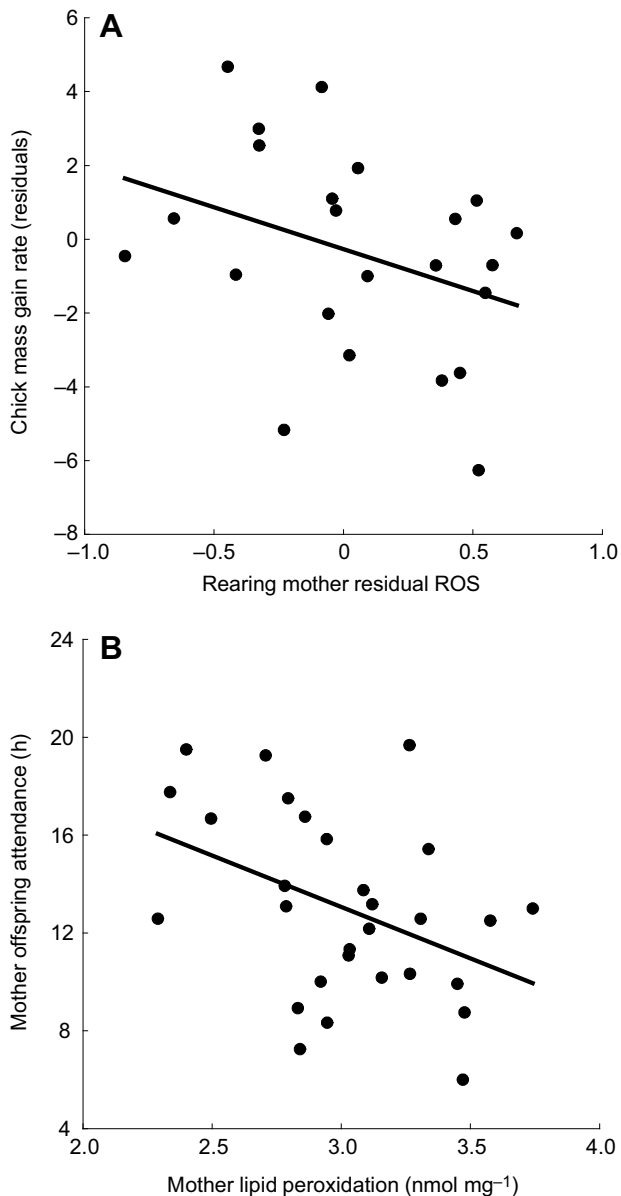 A
6
4
2
0
–2
–4
–6
–8
Chick mass gain rate (residuals)
–1.0 –0.5 0 0.5 1.0
Rearing mother residual ROS
B
24
20
16
12
8
4
Mother offspring attendance (h)
2.0 2.5 3.0 3.5 4.0
Mother lipid peroxidation (nmol mg–1)